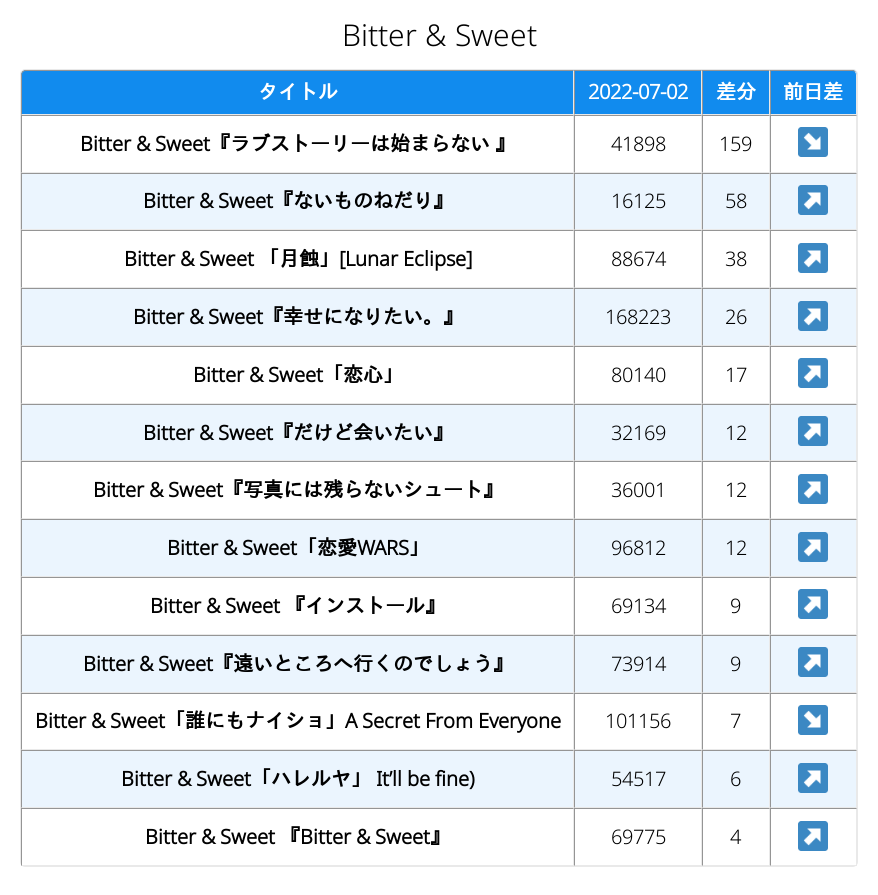 Bitter & Sweet
タイトル 2022-07-02 差分 前日差
Bitter & Sweet『ラブストーリーは始まらない 』 41898 159
Bitter & Sweet『ないものねだり』 16125 58
Bitter & Sweet 「月蝕」[Lunar Eclipse] 88674 38
Bitter & Sweet『幸せになりたい。』 168223 26
Bitter & Sweet「恋心」 80140 17
Bitter & Sweet『だけど会いたい』 32169 12
Bitter & Sweet『写真には残らないシュート』 36001 12
Bitter & Sweet「恋愛WARS」 96812 12
Bitter & Sweet 『インストール』 69134 9
Bitter & Sweet『遠いところへ行くのでしょう』 73914 9
Bitter & Sweet「誰にもナイショ」A Secret From Everyone 101156 7
Bitter & Sweet「ハレルヤ」 It'll be fine) 54517 6
Bitter & Sweet 『Bitter & Sweet』 69775 4